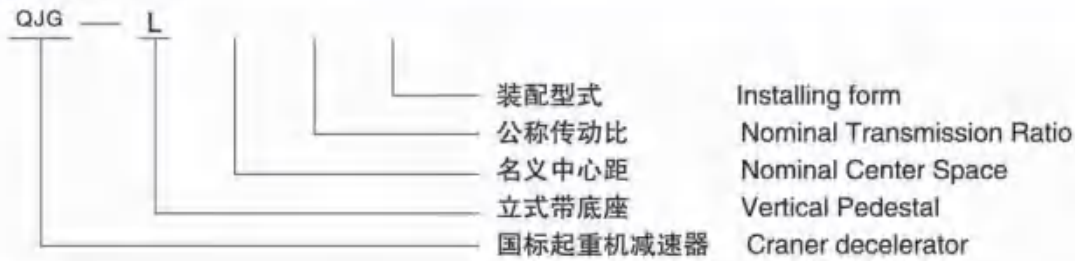 QJG — L
装配型式 Installing form
公称传动比 Nominal Transmission Ratio
名义中心距 Nominal Center Space
立式带底座 Vertical Pedestal
国标起重机减速器 Craner decelerator